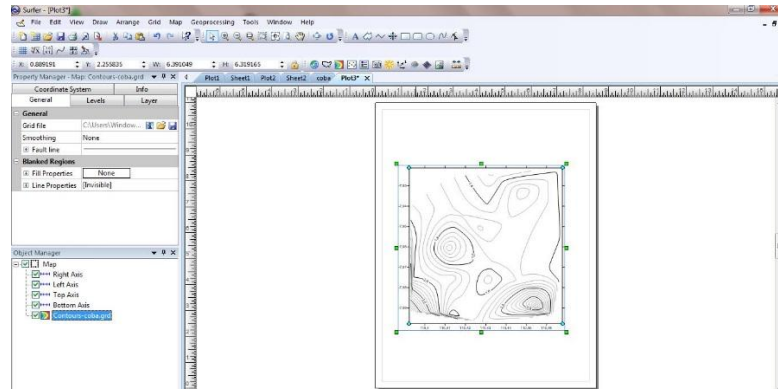 Surfer - [Plot3*]
File Edit View Draw Arrange Grid Map Geoprocessing Tools Window Help
X: 0.889191 Y: 2.255835 W: 6.391049 H: 6.319165
Property Manager - Map: Contours-coba.grd
Plot1 Sheet1 Plot2 Sheet2 coba Plot3*
Coordinate System Info
General Levels Layer
General
Grid file C:\Users\Window...
Smoothing None
Fault line
Blanked Regions
Fill Properties None
Line Properties [Invisible]
Object Manager
Map
Right Axis
Left Axis
Top Axis
Bottom Axis
Contours-coba.grd